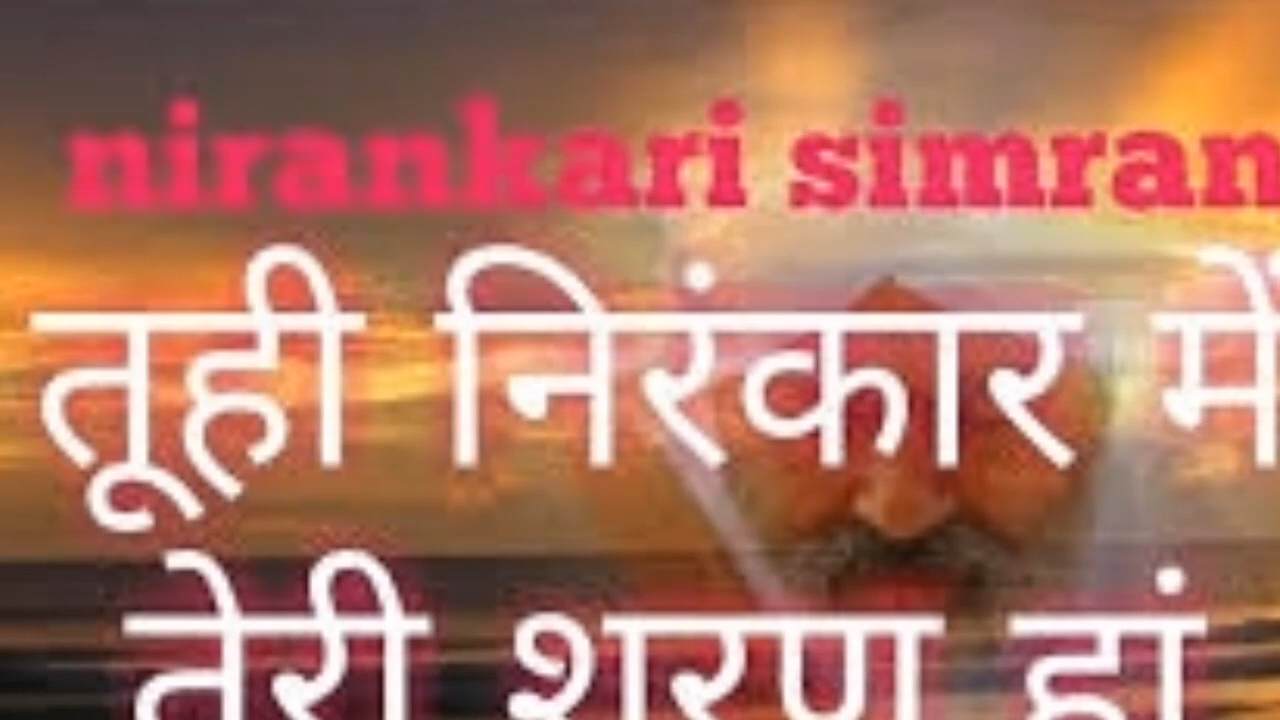 nirankari simran
तूही निरंकार में
तेरी शरण हां